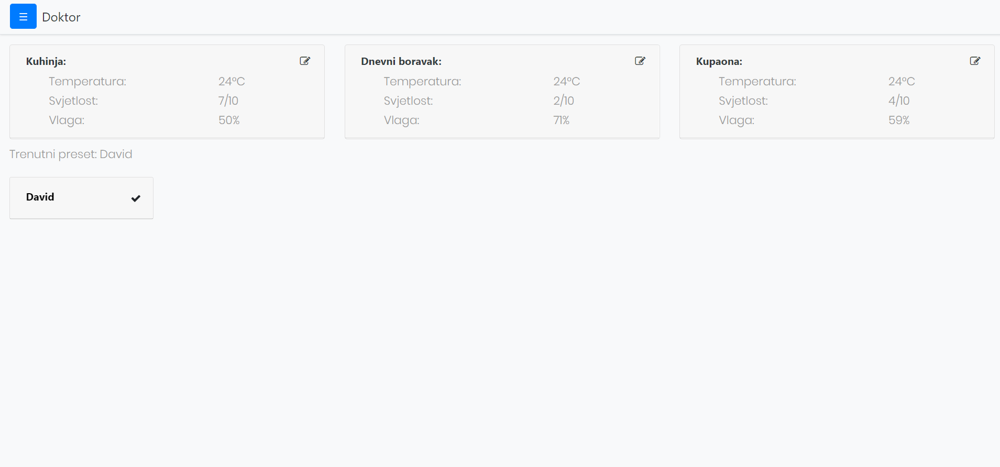 Doktor
Kuhinja:
Temperatura: 24°C
Svjetlost: 7/10
Vlaga: 50%
Dnevni boravak:
Temperatura: 24°C
Svjetlost: 2/10
Vlaga: 71%
Kupaona:
Temperatura: 24°C
Svjetlost: 4/10
Vlaga: 59%
Trenutni preset: David
David